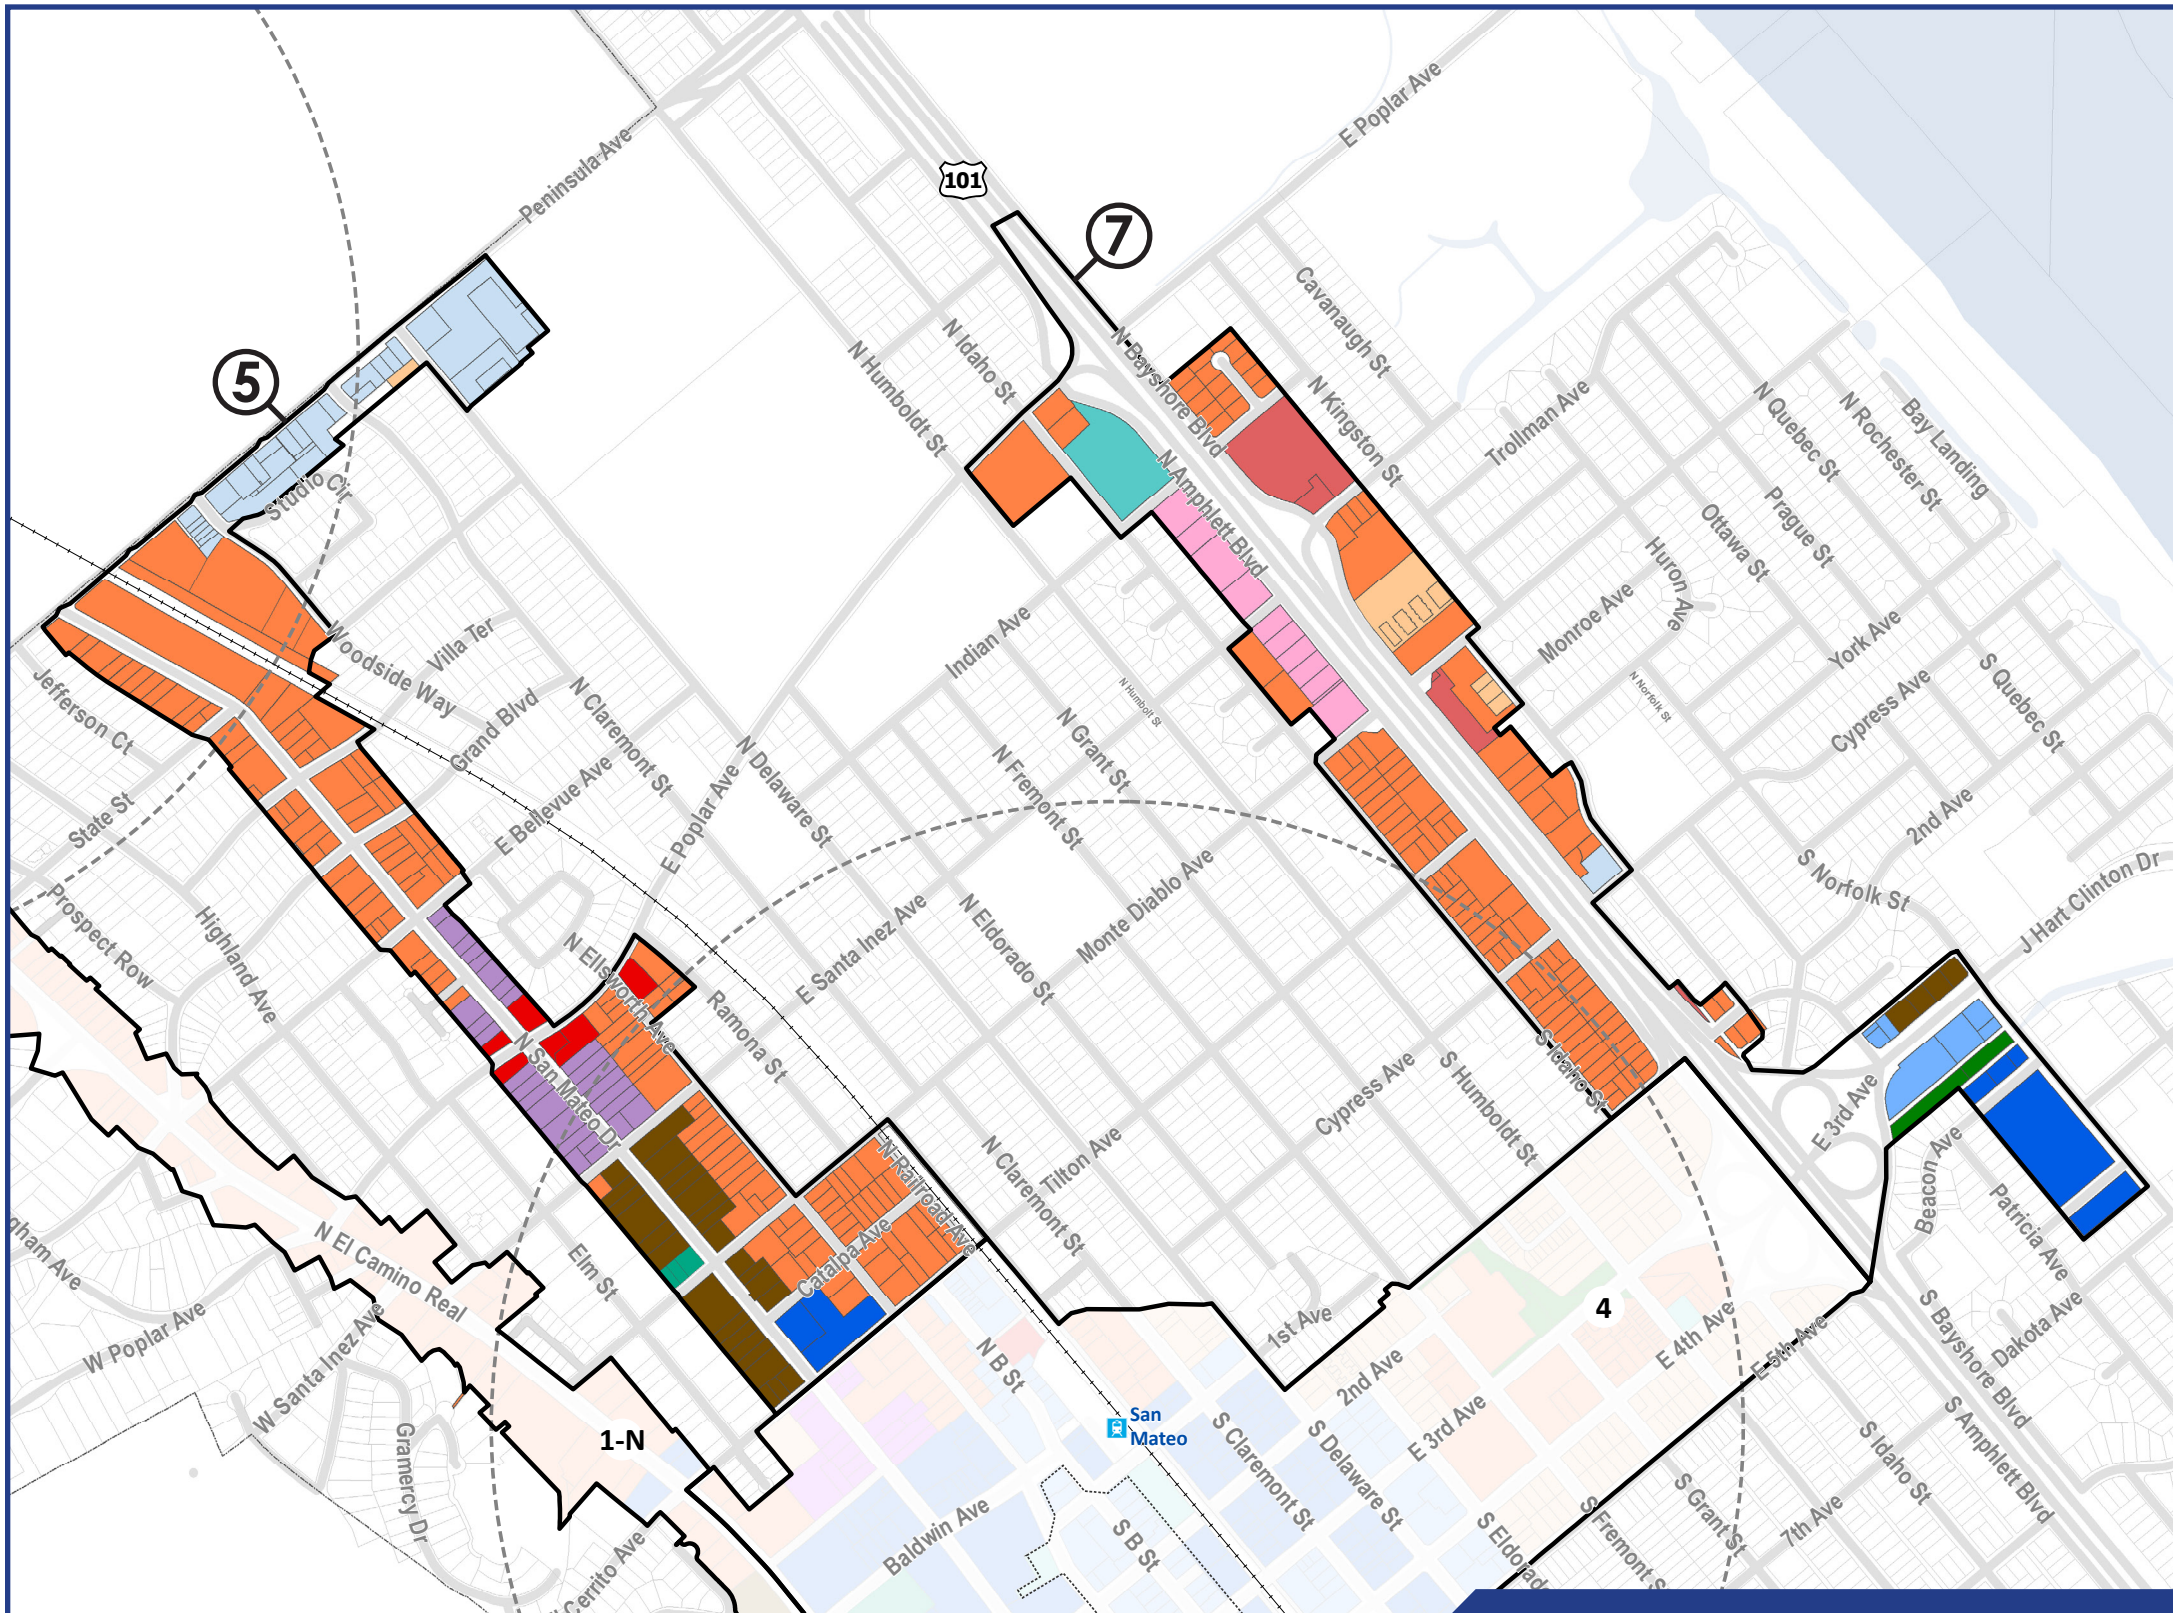 Peninsula Ave
E Poplar Ave
101
7
5
Cavanaugh St
N Idaho St
N Humboldt St
N Bayshore Blvd
N Kingston St
Trollman Ave
N Quebec St
N Rochester St
Bay Landing
N Amphlett Blvd
Studio Cir
Prague St
Ottawa St
Huron Ave
Monroe Ave
York Ave
Indian Ave
Woodside Way
Villa Ter
Jefferson Ct
N Claremont St
Grand Blvd
N Humbolt St
N Norfolk St
Cypress Ave
S Quebec St
N Grant St
N Fremont St
N Delaware St
E Bellevue Ave
E Poplar Ave
State St
2nd Ave
S Norfolk St
J Hart Clinton Dr
Prospect Row
Highland Ave
Monte Diablo Ave
E Santa Inez Ave
N Eldorado St
N Ellsworth Ave
Ramona St
N San Mateo Dr
S Idaho St
Cypress Ave
S Humboldt St
E 3rd Ave
Beacon Ave
Patricia Ave
Tilton Ave
N Claremont St
N Railroad Ave
Catalpa Ave
Elm St
N El Camino Real
gham Ave
W Poplar Ave
W Santa Inez Ave
Gramercy Dr
1-N
N B St
1st Ave
4
2nd Ave
E 3rd Ave
E 4th Ave
E 5th Ave
S Bayshore Blvd
Dakota Ave
San
Mateo
S Claremont St
S Delaware St
Baldwin Ave
S B St
S Eldorad
S Fremont S
S Grant St
7th Ave
S Idaho St
S Amphlett Blvd
Cerrito Ave